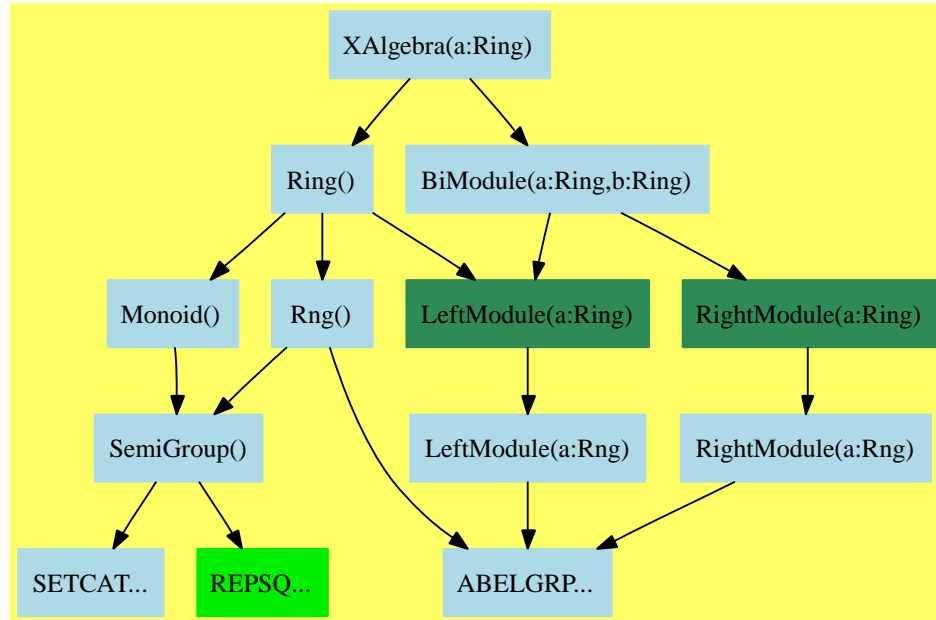 XAlgebra(a:Ring)
Ring()
BiModule(a:Ring,b:Ring)
Monoid()
Rng()
LeftModule(a:Ring)
RightModule(a:Ring)
SemiGroup()
LeftModule(a:Rng)
RightModule(a:Rng)
SETCAT...
REPSQ...
ABELGRP...